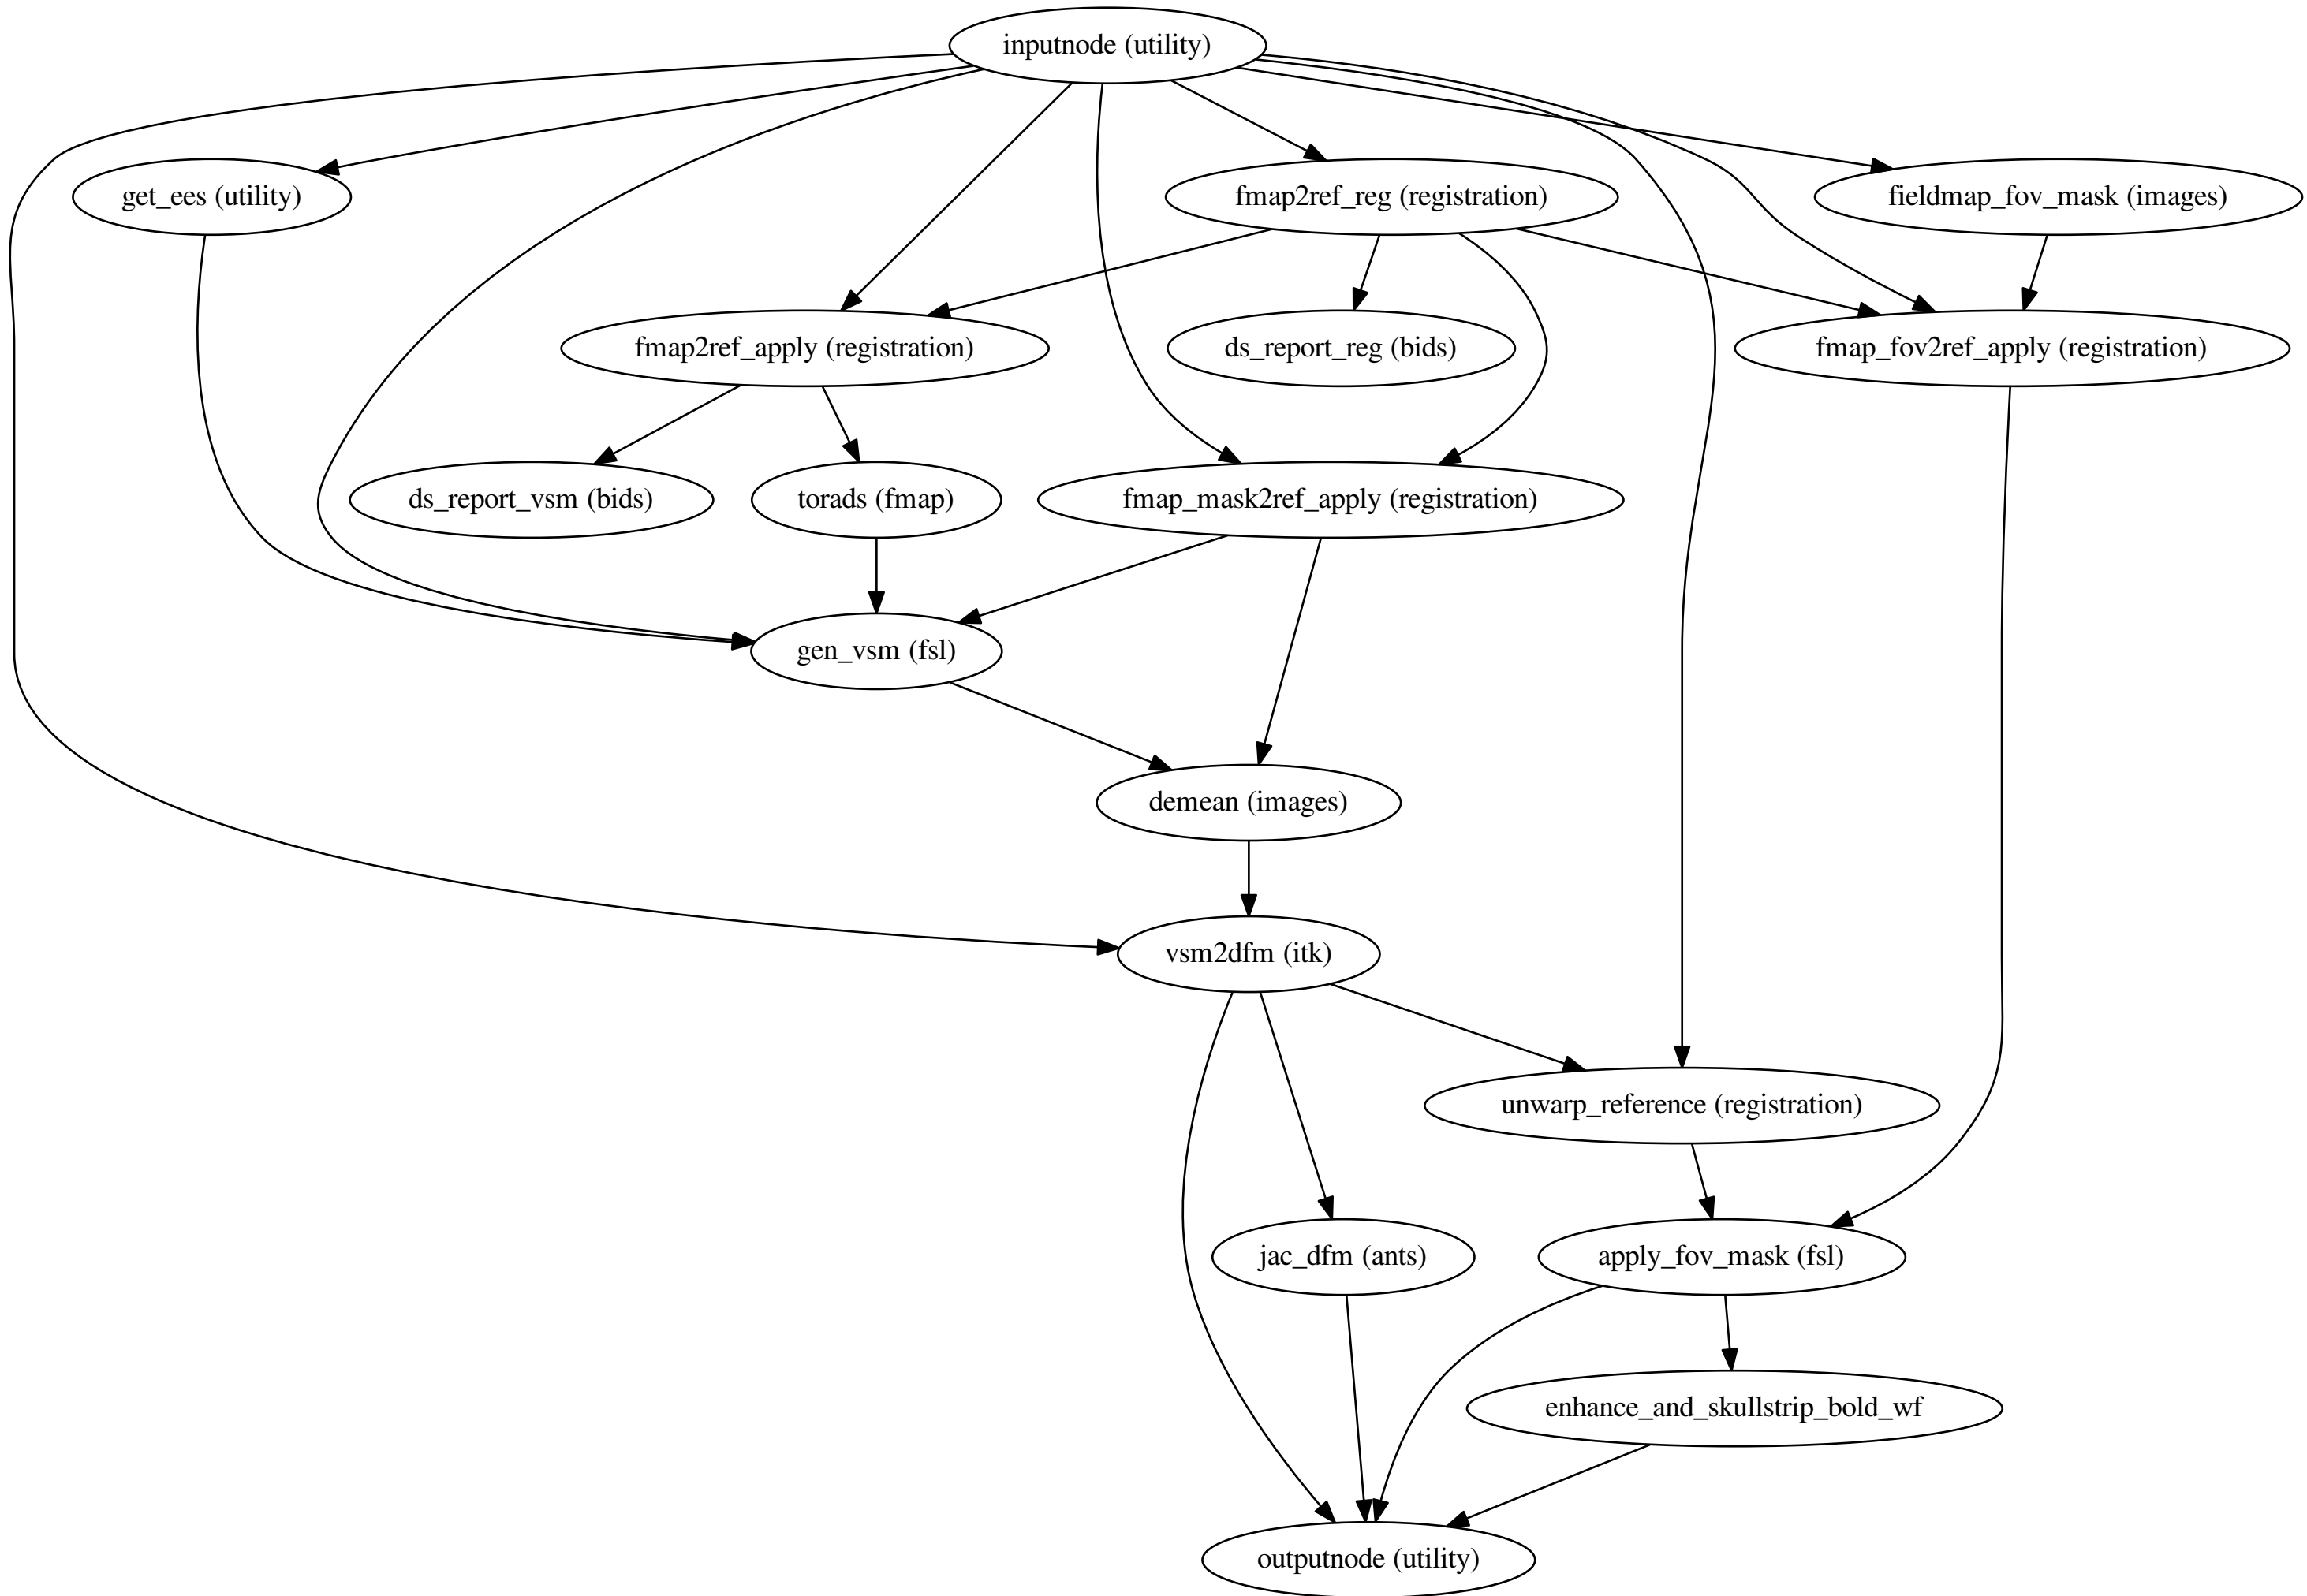 inputnode (utility)
get_ees (utility)
fmap2ref_reg (registration)
fieldmap_fov_mask (images)
fmap2ref_apply (registration)
ds_report_reg (bids)
fmap_fov2ref_apply (registration)
ds_report_vsm (bids)
torads (fmap)
fmap_mask2ref_apply (registration)
gen_vsm (fsl)
demean (images)
vsm2dfm (itk)
unwarp_reference (registration)
jac_dfm (ants)
apply_fov_mask (fsl)
enhance_and_skullstrip_bold_wf
outputnode (utility)